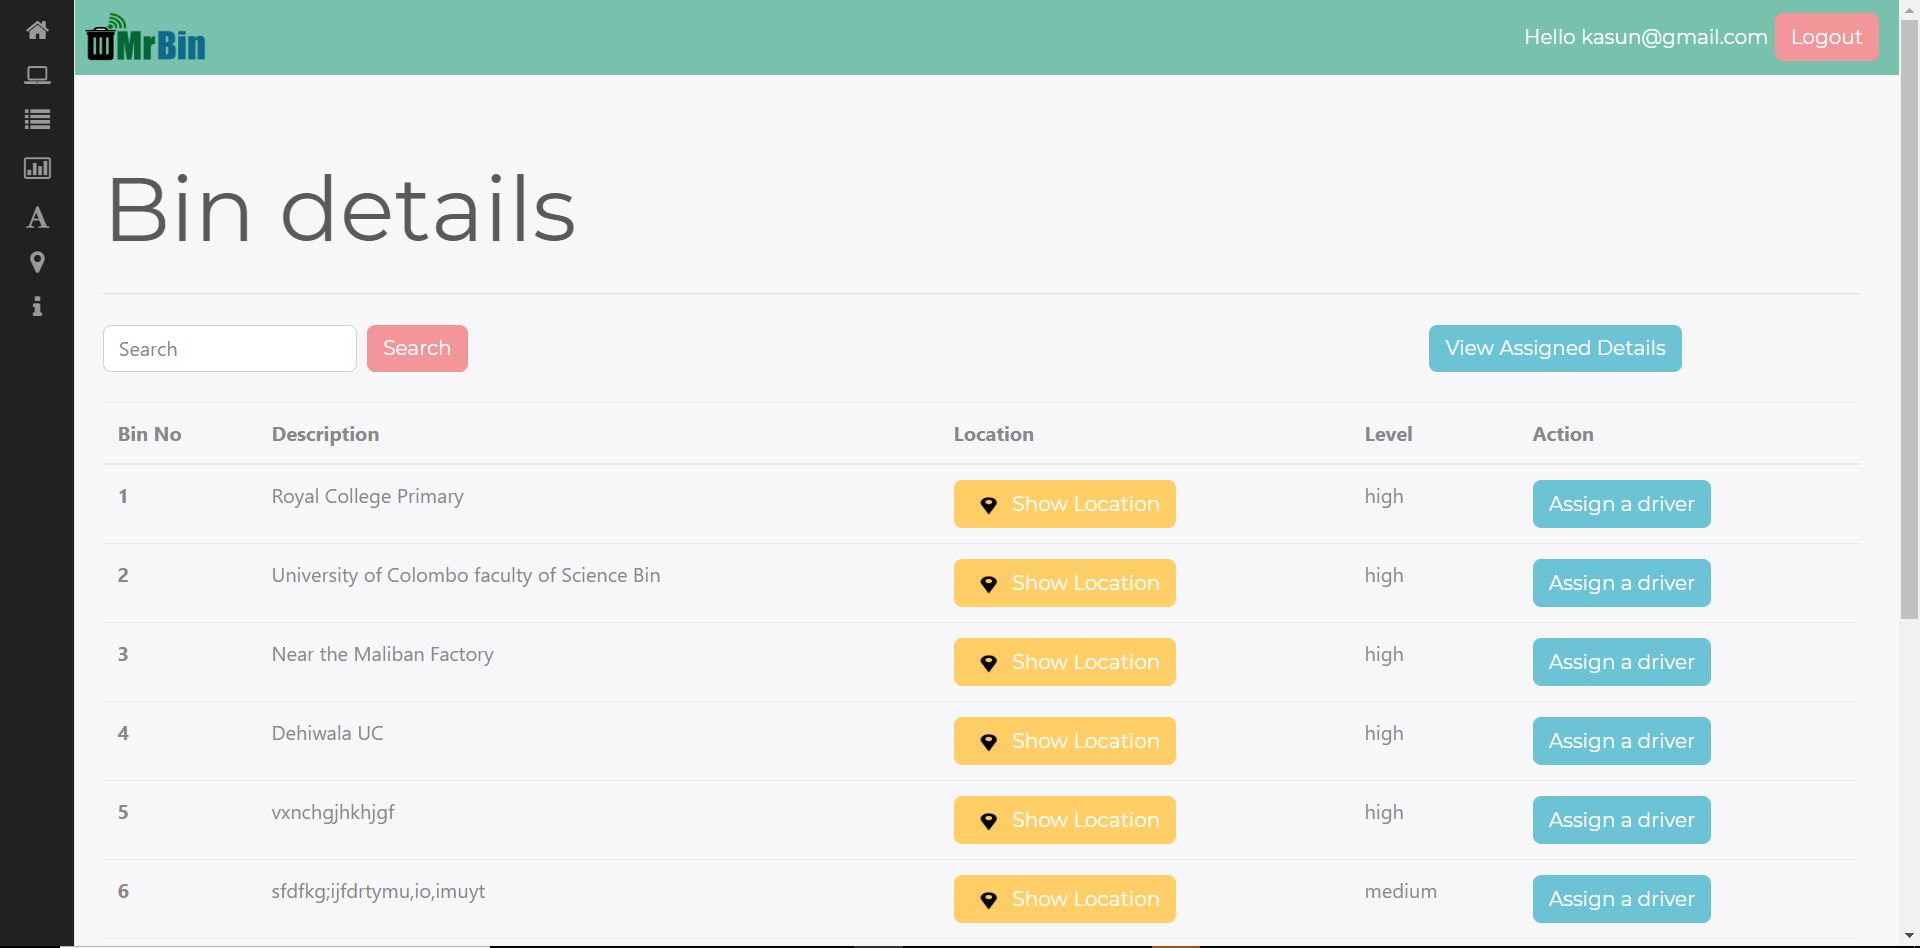 MrBin
Hello kasun@gmail.com Logout
Bin details
Search Search View Assigned Details
Bin No Description Location Level Action
1 Royal College Primary Show Location high Assign a driver
2 University of Colombo faculty of Science Bin Show Location high Assign a driver
3 Near the Maliban Factory Show Location high Assign a driver
4 Dehiwala UC Show Location high Assign a driver
5 vxnchgjhkhjgf Show Location high Assign a driver
6 sfdfkg;ijfdrtymu,io,imuyt Show Location medium Assign a driver